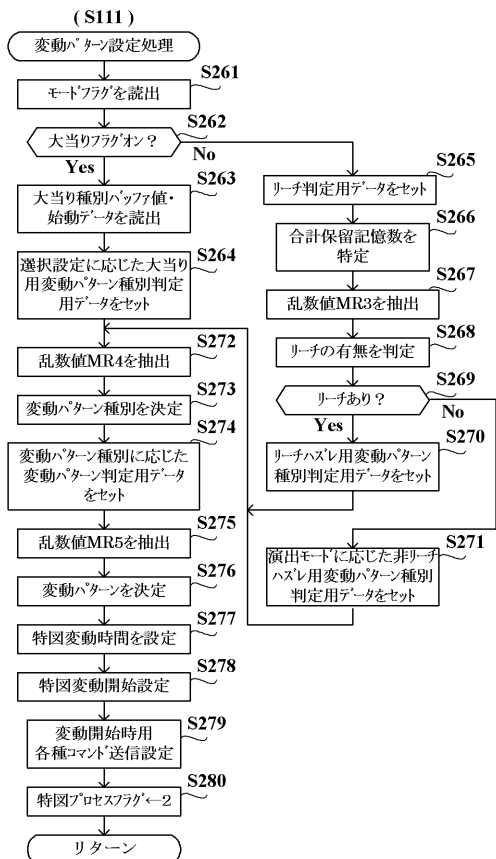 ( S111 )
変動パターン設定処理
S261
モードフラグを読出
S262
大当りフラグオン？
Yes
No
S263
大当り種別バッファ値・
始動データを読出
S264
選択設定に応じた大当り
用変動パターン種別判定
用データをセット
S265
リーチ判定用データをセット
S266
合計保留記憶数を
特定
S267
乱数値MR3を抽出
S268
リーチの有無を判定
S269
リーチあり？
Yes
No
S270
リーチハズレ用変動パターン
種別判定用データをセット
S271
演出モードに応じた非リーチ
ハズレ用変動パターン種別
判定用データをセット
S272
乱数値MR4を抽出
S273
変動パターン種別を決定
S274
変動パターン種別に応じた
変動パターン判定用データ
をセット
S275
乱数値MR5を抽出
S276
変動パターンを決定
S277
特図変動時間を設定
S278
特図変動開始設定
S279
変動開始時用
各種コマンド送信設定
S280
特図プロセスフラグ←2
リターン